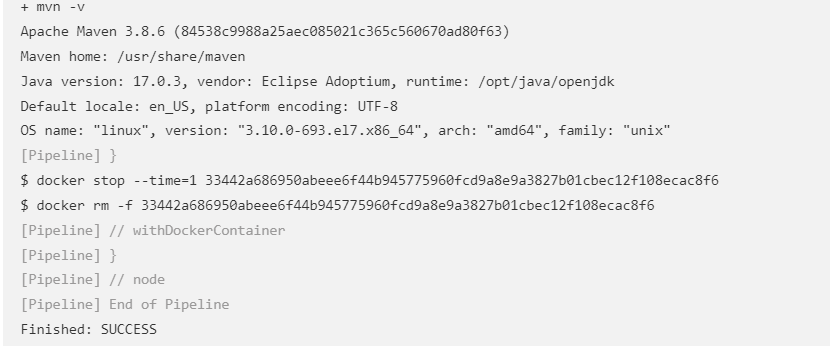 + mvn -v
Apache Maven 3.8.6 (84538c9988a25aec085021c365c560670ad80f63)
Maven home: /usr/share/maven
Java version: 17.0.3, vendor: Eclipse Adoptium, runtime: /opt/java/openjdk
Default locale: en_US, platform encoding: UTF-8
OS name: "linux", version: "3.10.0-693.el7.x86_64", arch: "amd64", family: "unix"
[Pipeline] }
$ docker stop --time=1 33442a686950abeee6f44b945775960fcd9a8e9a3827b01cbec12f108ecac8f6
$ docker rm -f 33442a686950abeee6f44b945775960fcd9a8e9a3827b01cbec12f108ecac8f6
[Pipeline] // withDockerContainer
[Pipeline] }
[Pipeline] // node
[Pipeline] End of Pipeline
Finished: SUCCESS